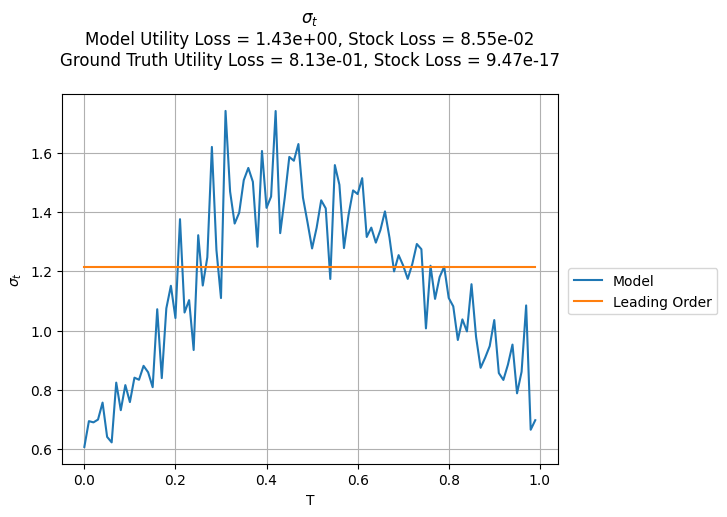 σ_t
Model Utility Loss = 1.43e+00, Stock Loss = 8.55e-02
Ground Truth Utility Loss = 8.13e-01, Stock Loss = 9.47e-17
1.6
1.4
1.2
1.0
0.8
0.6
σ_t
0.0 0.2 0.4 0.6 0.8 1.0
T
Model
Leading Order